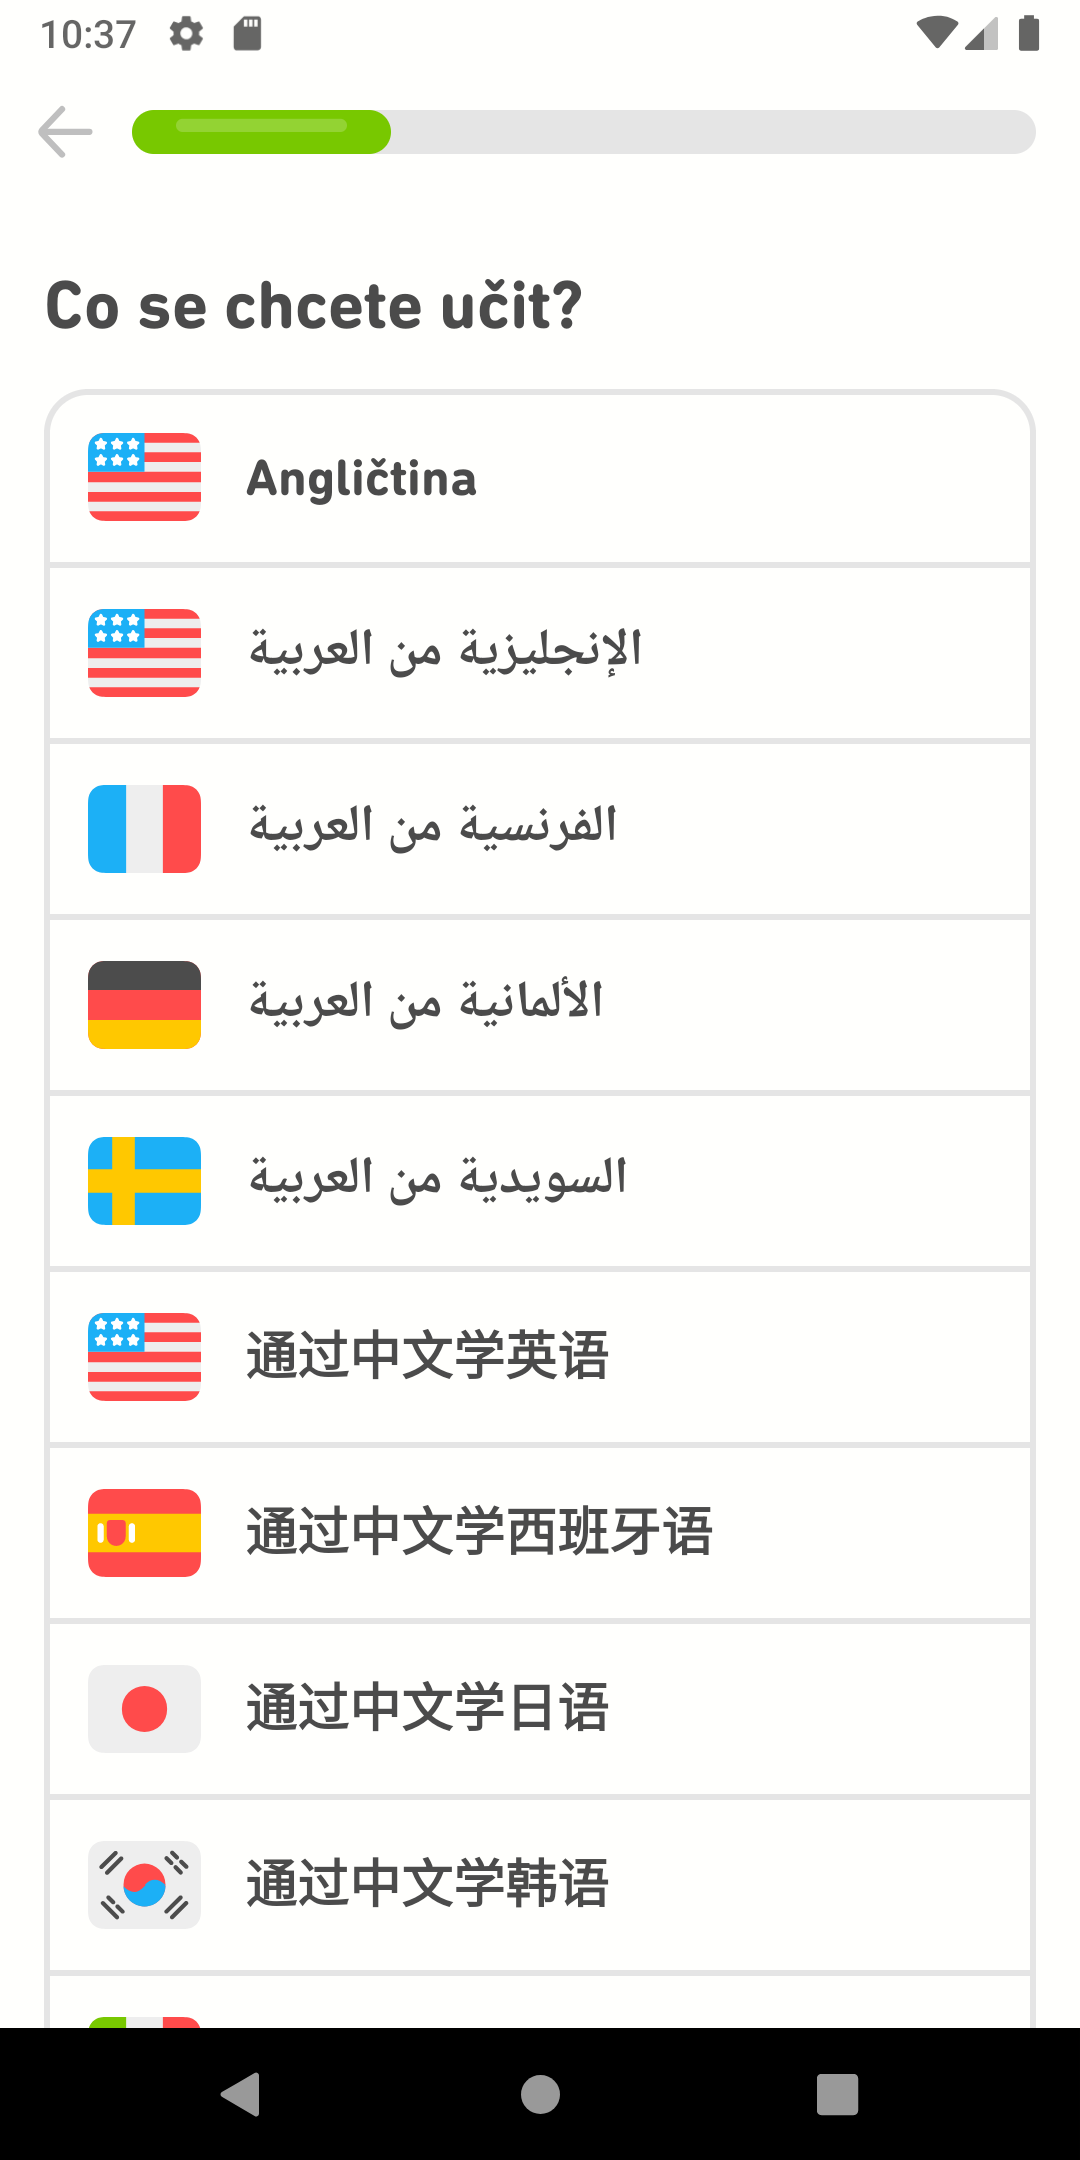 10:37
Co se chcete učit?
Angličtina
الإنجليزية من العربية
الفرنسية من العربية
الألمانية من العربية
السويدية من العربية
通过中文学英语
通过中文学西班牙语
通过中文学日语
通过中文学韩语